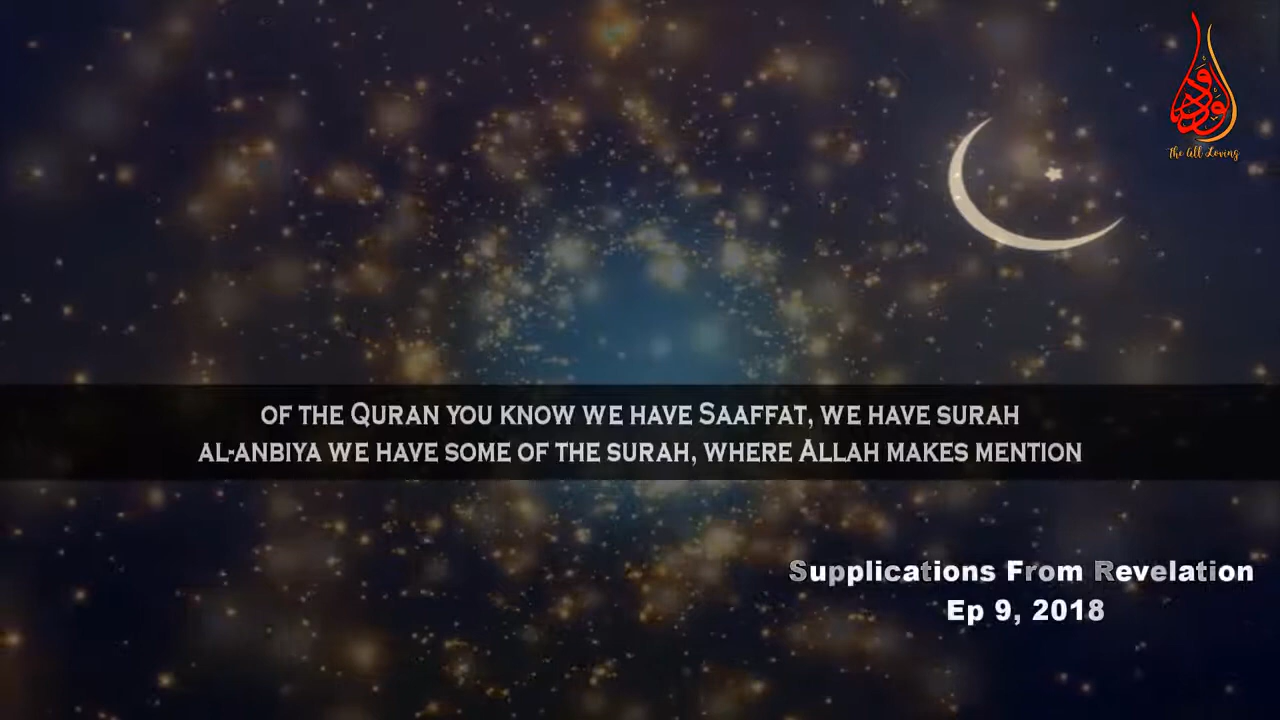 الودود
The All Loving
OF THE QURAN YOU KNOW WE HAVE SAAFFAT, WE HAVE SURAH
AL-ANBIYA WE HAVE SOME OF THE SURAH, WHERE ALLAH MAKES MENTION
Supplications From Revelation
Ep 9, 2018